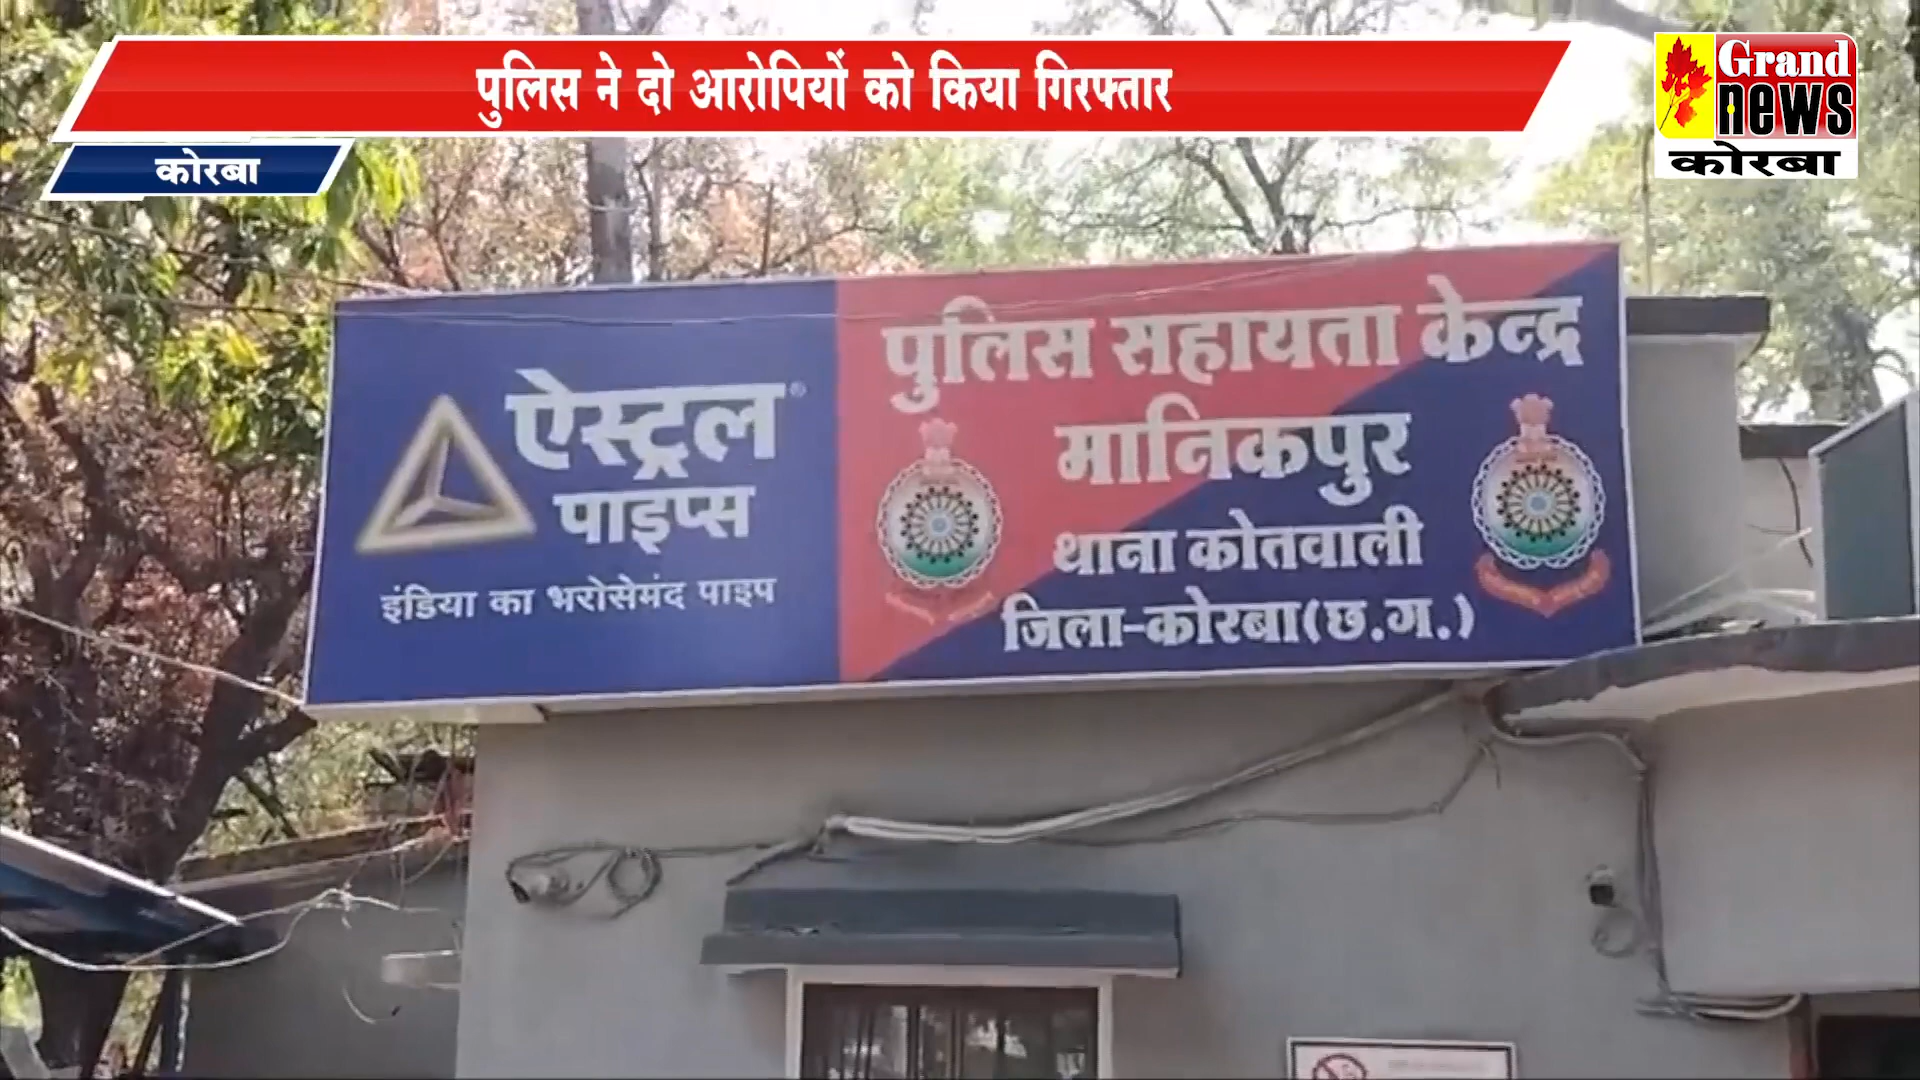 पुलिस ने दो आरोपियों को किया गिरफ्तार
कोरबा
Grand
news
कोरबा
ऐस्ट्रल®
पाइप्स
इंडिया का भरोसेमंद पाइप
पुलिस सहायता केन्द्र
मानिकपुर
थाना कोतवाली
जिला-कोरबा(छ.ग.)